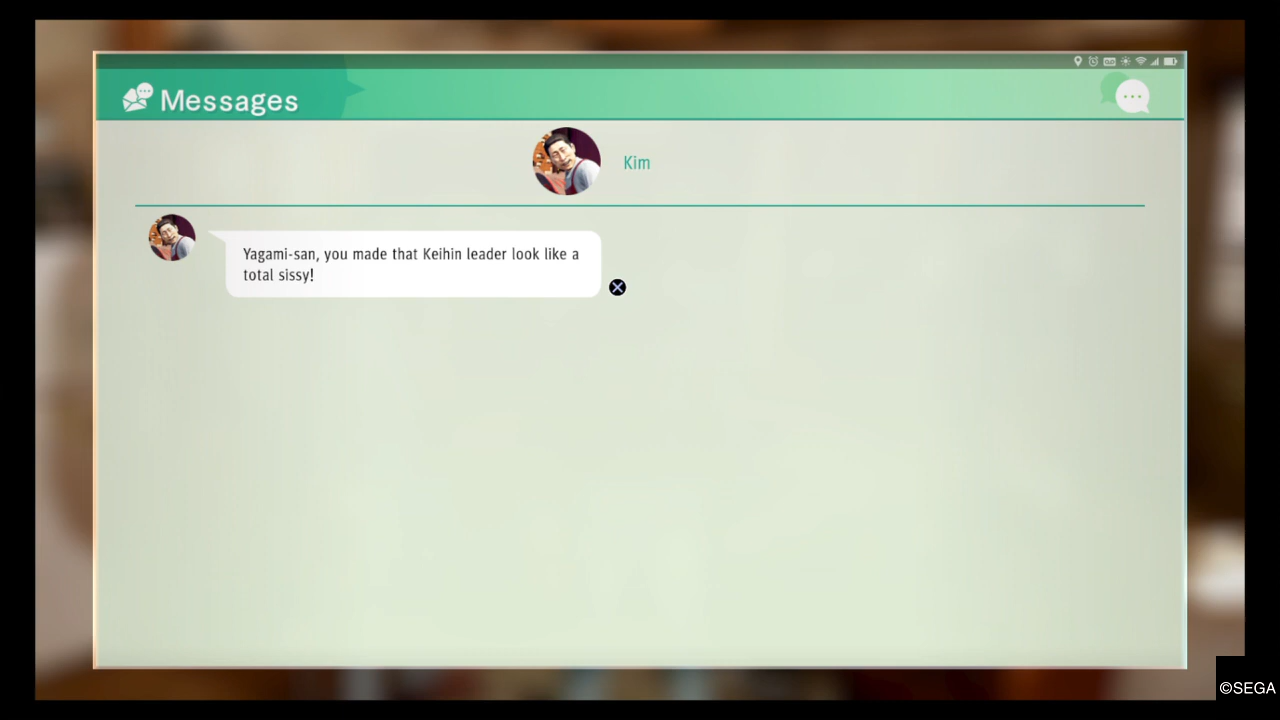 Messages
Kim
Yagami-san, you made that Keihin leader look like a
total sissy!
©SEGA